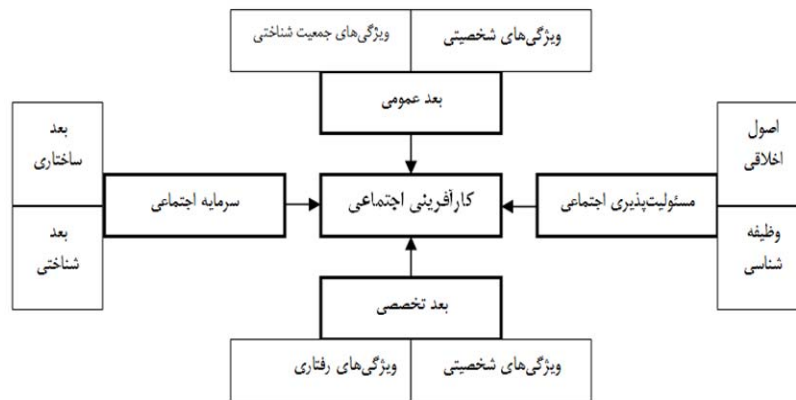 ویژگی‌های شخصیتی
ویژگی‌های جمعیت شناختی
بعد عمومی
اصول
اخلاقی
وظیفه
شناسی
مسئولیت‌پذیری اجتماعی
کارآفرینی اجتماعی
سرمایه اجتماعی
بعد
ساختاری
بعد
شناختی
بعد تخصصی
ویژگی‌های شخصیتی
ویژگی‌های رفتاری